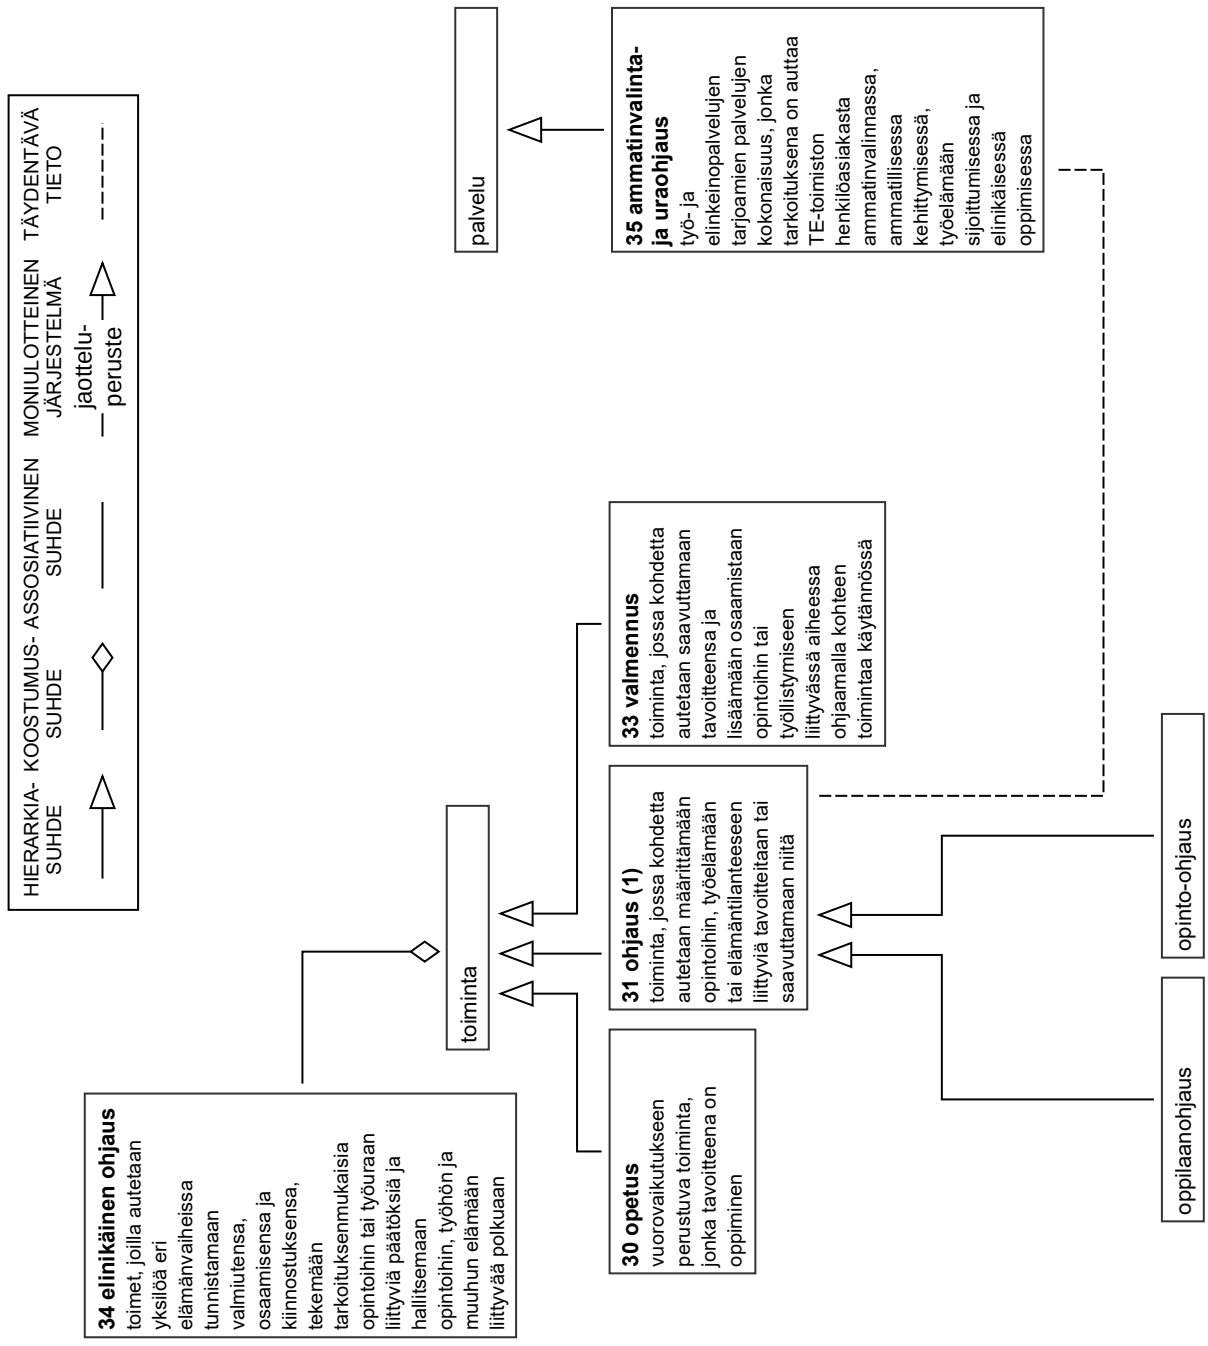 HIERARKIA-
SUHDE
KOOSTUMUS-
SUHDE
ASSOSIATIIVINEN
SUHDE
MONIULOTTEINEN
JÄRJESTELMÄ
jaottelu-
peruste
TÄYDENTÄVÄ
TIETO
34 elinikäinen ohjaus
toimet, joilla autetaan
yksilöä eri
elämänvaiheissa
tunnistamaan
valmiutensa,
osaamisensa ja
kiinnostuksensa,
tekemään
tarkoituksenmukaisia
opintoihin tai työuraan
liittyviä päätöksiä ja
hallitsemaan
opintoihin, työhön ja
muuhun elämään
liittyvää polkuaan
toiminta
palvelu
30 opetus
vuorovaikutukseen
perustuva toiminta,
jonka tavoitteena on
oppiminen
31 ohjaus (1)
toiminta, jossa kohdetta
autetaan määrittämään
opintoihin, työelämään
tai elämäntilanteeseen
liittyviä tavoitteitaan tai
saavuttamaan niitä
33 valmennus
toiminta, jossa kohdetta
autetaan saavuttamaan
tavoitteensa ja
lisäämään osaamistaan
opintoihin tai
työllistymiseen
liittyvässä aiheessa
ohjaamalla kohteen
toimintaa käytännössä
35 ammatinvalinta-
ja uraohjaus
työ- ja
elinkeinopalvelujen
tarjoamien palvelujen
kokonaisuus, jonka
tarkoituksena on auttaa
TE-toimiston
henkilöasiakasta
ammatinvalinnassa,
ammatillisessa
kehittymisessä,
työelämään
sijoittumisessa ja
elinikäisessä
oppimisessa
oppilaanohjaus
opinto-ohjaus